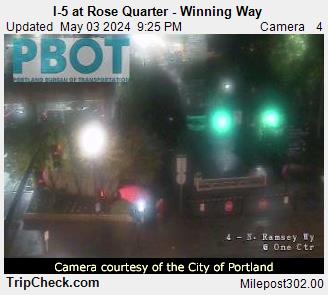 I-5 at Rose Quarter - Winning Way
Updated  May 03 2024  9:25 PM
Camera  4
PBOT
PORTLAND BUREAU OF TRANSPORTATION
4 - N. Ramsey Wy
@ One Ctr
Camera courtesy of the City of Portland
TripCheck.com
Milepost302.00